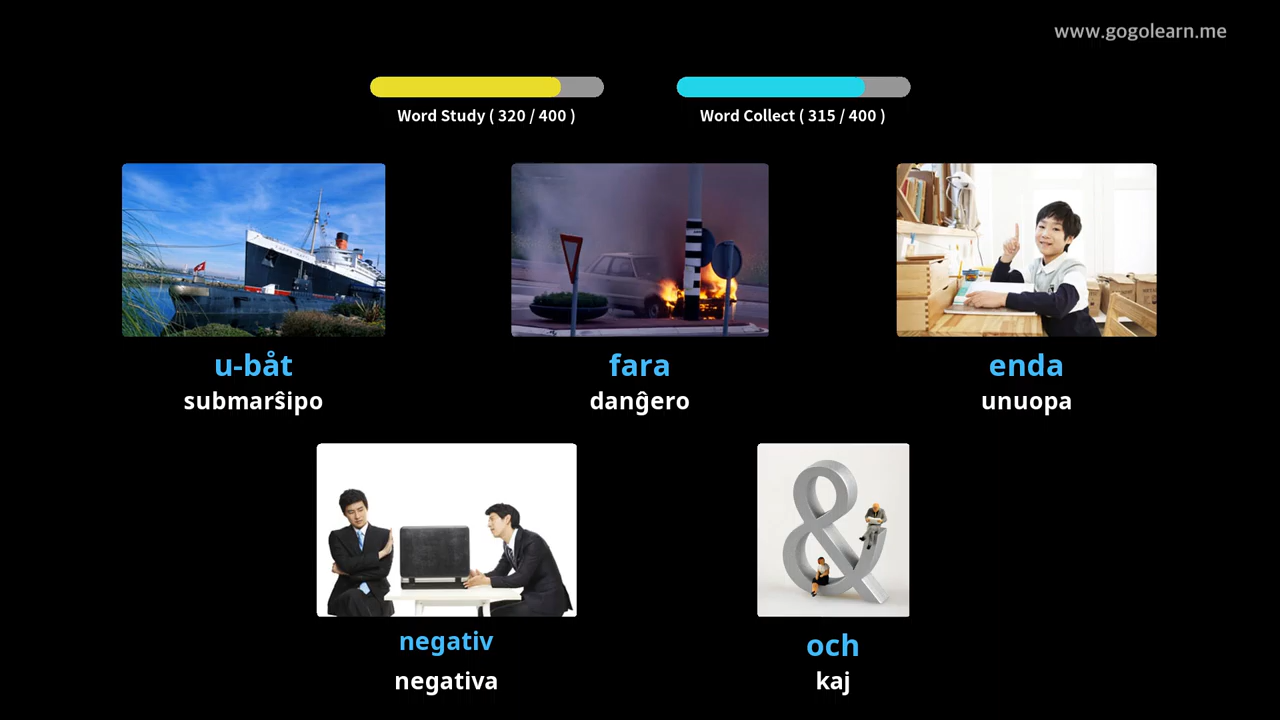 www.gogolearn.me
Word Study ( 320 / 400 )
Word Collect ( 315 / 400 )
u-båt
submarŝipo
fara
danĝero
enda
unuopa
negativ
negativa
och
kaj